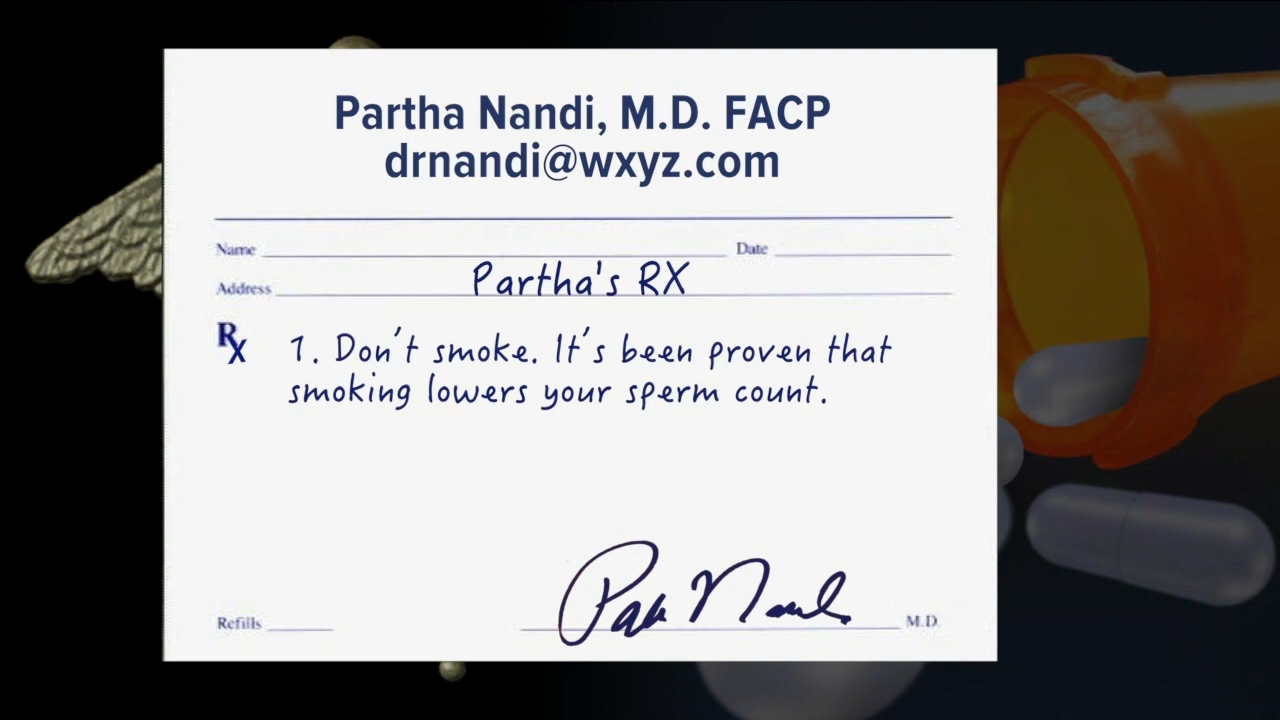 Partha Nandi, M.D. FACP
drnandi@wxyz.com
Name Date
Partha's RX
Address
Rx 1. Don't smoke. It's been proven that
smoking lowers your sperm count.
Refills M.D.